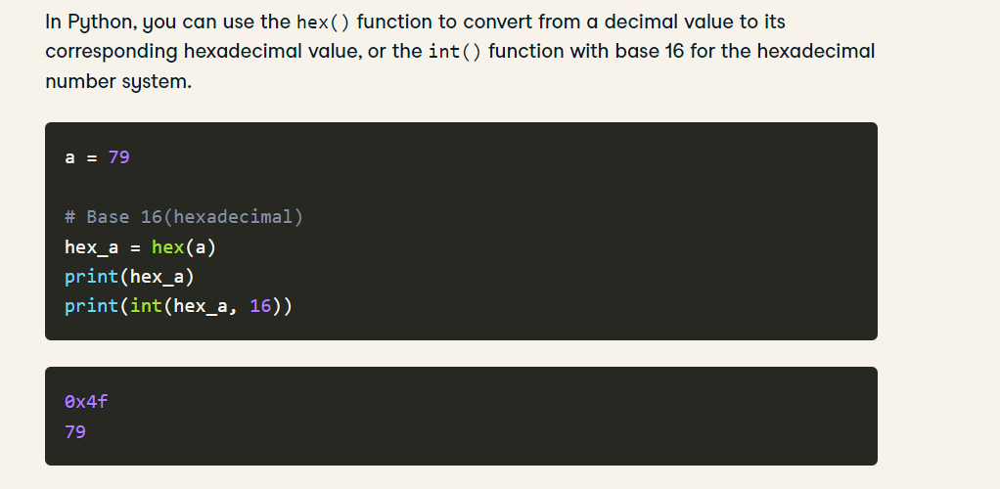 In Python, you can use the hex() function to convert from a decimal value to its
corresponding hexadecimal value, or the int() function with base 16 for the hexadecimal
number system.
a = 79
# Base 16(hexadecimal)
hex_a = hex(a)
print(hex_a)
print(int(hex_a, 16))
0x4f
79